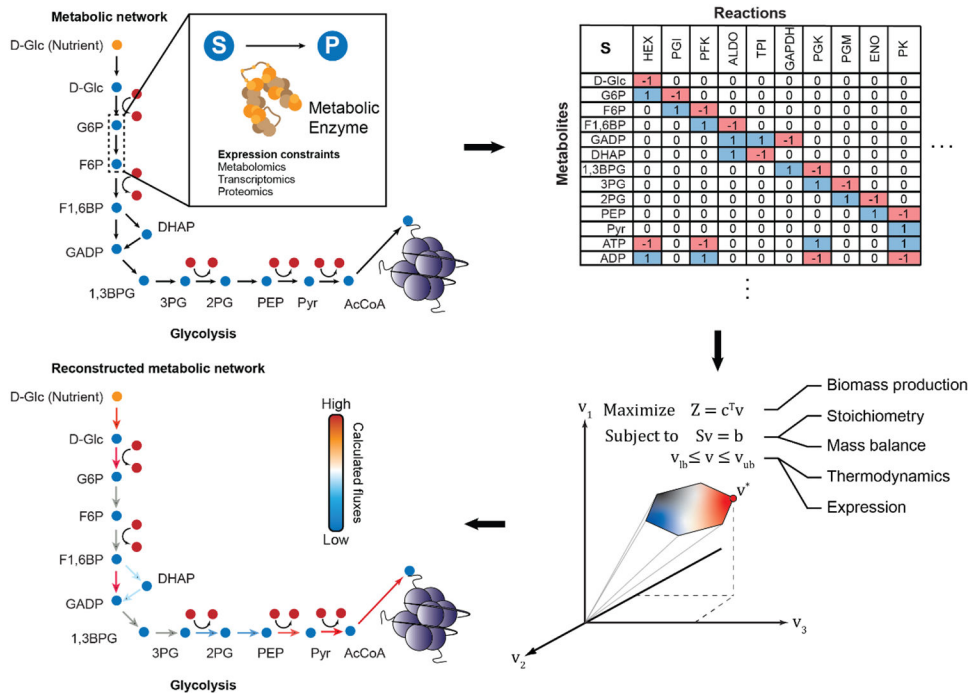 Metabolic network
D-Glc (Nutrient)
D-Glc
G6P
F6P
F1,6BP
DHAP
GADP
1,3BPG
3PG
2PG
PEP
Pyr
AcCoA
Glycolysis
S
P
Metabolic
Enzyme
Expression constraints
Metabolomics
Transcriptomics
Proteomics
Reactions
Metabolites
S HEX PGI PFK ALDO TPI GAPDH PGK PGM ENO PK
D-Glc -1 0 0 0 0 0 0 0 0 0
G6P 1 -1 0 0 0 0 0 0 0 0
F6P 0 1 -1 0 0 0 0 0 0 0
F1,6BP 0 0 1 -1 0 0 0 0 0 0
GADP 0 0 0 1 1 -1 0 0 0 0
DHAP 0 0 0 1 -1 0 0 0 0 0
1,3BPG 0 0 0 0 0 1 -1 0 0 0
3PG 0 0 0 0 0 0 1 -1 0 0
2PG 0 0 0 0 0 0 0 1 -1 0
PEP 0 0 0 0 0 0 0 0 1 -1
Pyr 0 0 0 0 0 0 0 0 0 1
ATP -1 0 -1 0 0 0 1 0 0 1
ADP 1 0 1 0 0 0 -1 0 0 -1
...
⋮
Maximize Z = cᵀv
Subject to Sv = b
v_lb ≤ v ≤ v_ub
Biomass production
Stoichiometry
Mass balance
Thermodynamics
Expression
v₁
v*
v₃
v₂
Reconstructed metabolic network
D-Glc (Nutrient)
D-Glc
G6P
F6P
F1,6BP
DHAP
GADP
1,3BPG
3PG
2PG
PEP
Pyr
AcCoA
Glycolysis
High
Calculated fluxes
Low